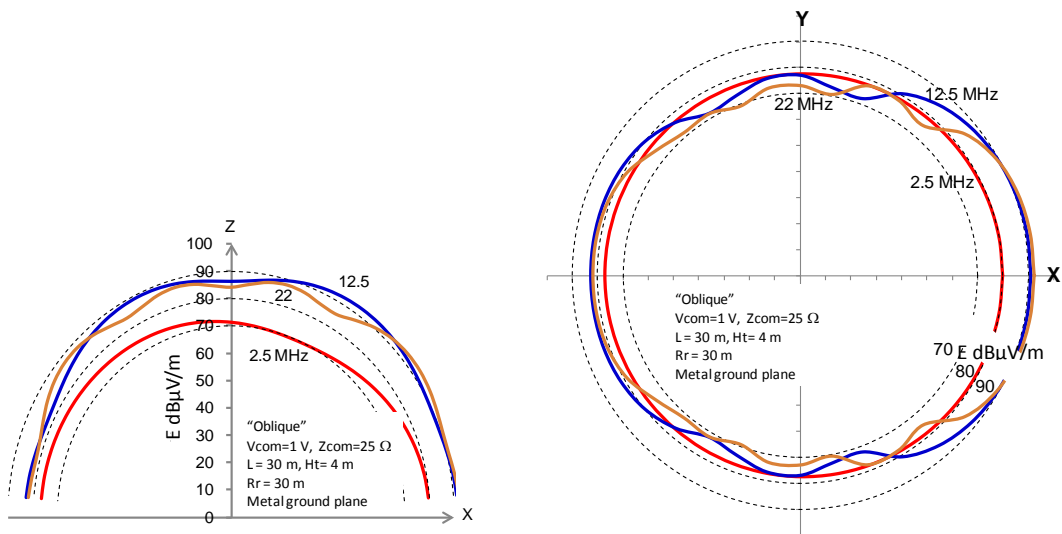 Z
100
90
80
70
60
50
40
30
20
10
0
E dBµV/m
12.5
22
2.5 MHz
"Oblique"
Vcom=1 V, Zcom=25 Ω
L = 30 m, Ht= 4 m
Rr = 30 m
Metal ground plane
X
Y
12.5 MHz
22 MHz
2.5 MHz
X
"Oblique"
Vcom=1 V, Zcom=25 Ω
L = 30 m, Ht= 4 m
Rr = 30 m
Metal ground plane
70 E dBµV/m
80
90